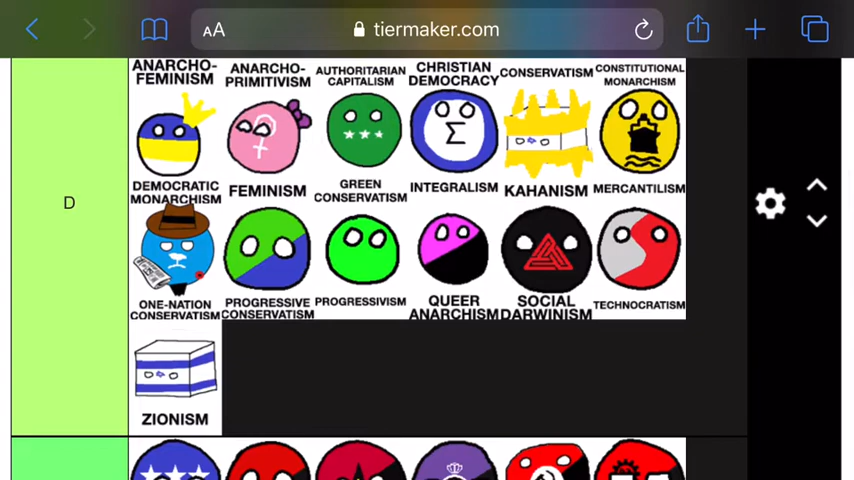 AA
tiermaker.com
ANARCHO-
FEMINISM
ANARCHO-
PRIMITIVISM
AUTHORITARIAN
CAPITALISM
CHRISTIAN
DEMOCRACY
CONSERVATISM
CONSTITUTIONAL
MONARCHISM
Σ
D
DEMOCRATIC
MONARCHISM
FEMINISM
GREEN
CONSERVATISM
INTEGRALISM
KAHANISM
MERCANTILISM
ONE-NATION
CONSERVATISM
PROGRESSIVE
CONSERVATISM
PROGRESSIVISM
QUEER
ANARCHISM
SOCIAL
DARWINISM
TECHNOCRATISM
ZIONISM